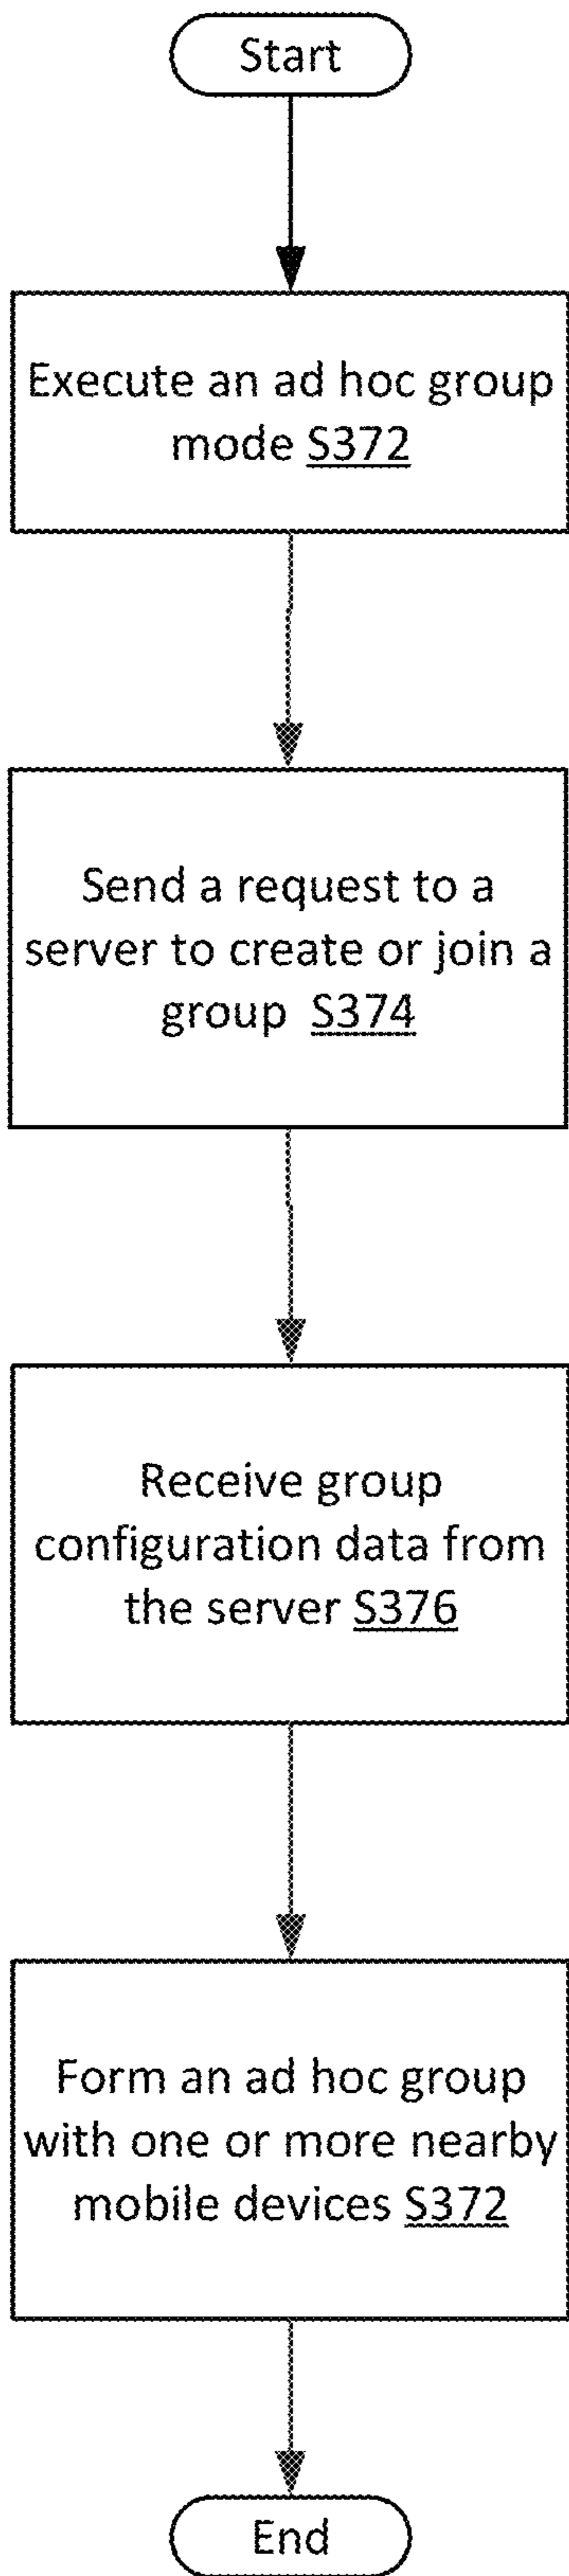 Start
Execute an ad hoc group
mode S372
Send a request to a
server to create or join a
group S374
Receive group
configuration data from
the server S376
Form an ad hoc group
with one or more nearby
mobile devices S372
End